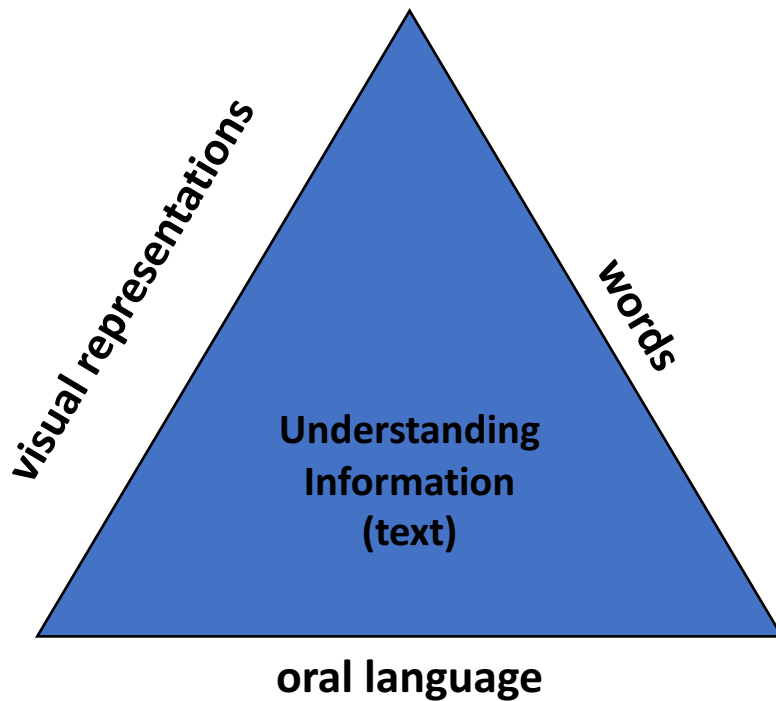 visual representations
words
Understanding
Information
(text)
oral language